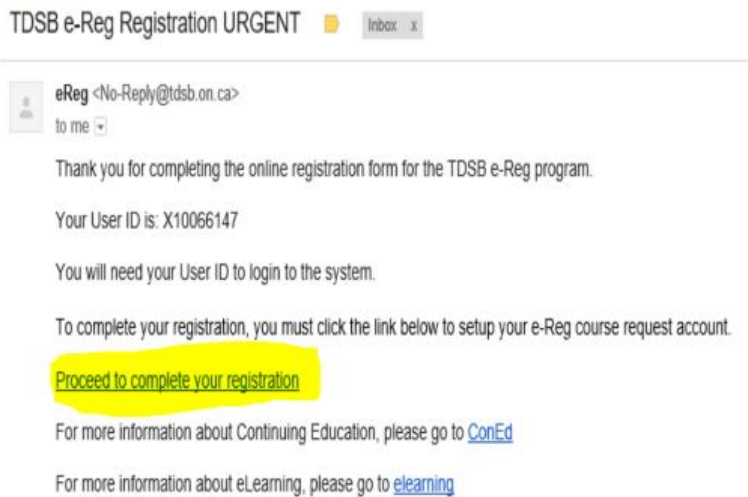 TDSB e-Reg Registration URGENT Inbox x
eReg <No-Reply@tdsb.on.ca>
to me
Thank you for completing the online registration form for the TDSB e-Reg program.
Your User ID is: X10066147
You will need your User ID to login to the system.
To complete your registration, you must click the link below to setup your e-Reg course request account.
Proceed to complete your registration
For more information about Continuing Education, please go to ConEd
For more information about eLearning, please go to elearning